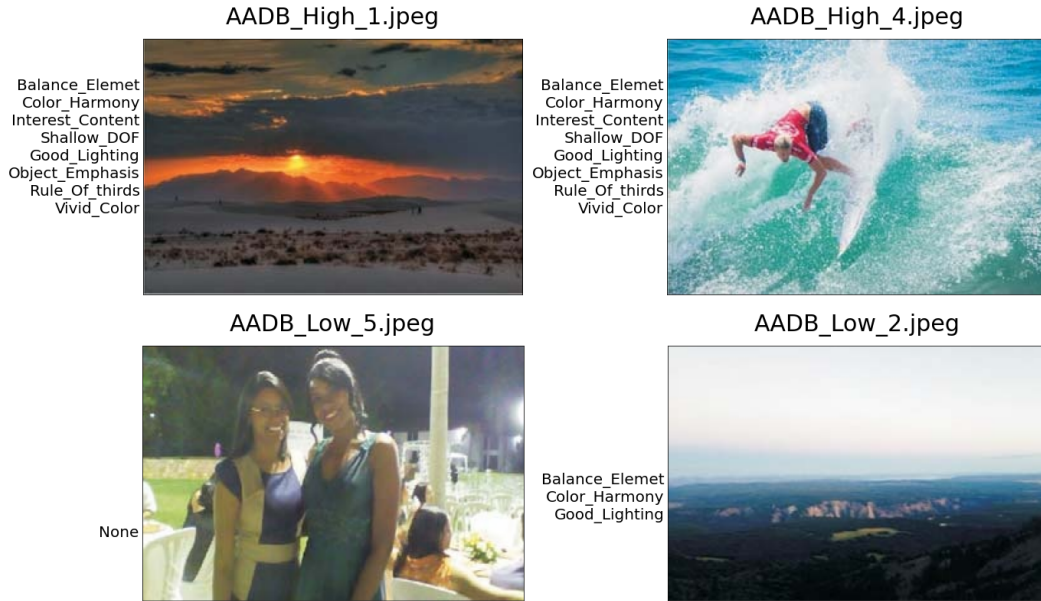 AADB_High_1.jpeg
Balance_Elemet
Color_Harmony
Interest_Content
Shallow_DOF
Good_Lighting
Object_Emphasis
Rule_Of_thirds
Vivid_Color
AADB_High_4.jpeg
Balance_Elemet
Color_Harmony
Interest_Content
Shallow_DOF
Good_Lighting
Object_Emphasis
Rule_Of_thirds
Vivid_Color
AADB_Low_5.jpeg
None
AADB_Low_2.jpeg
Balance_Elemet
Color_Harmony
Good_Lighting